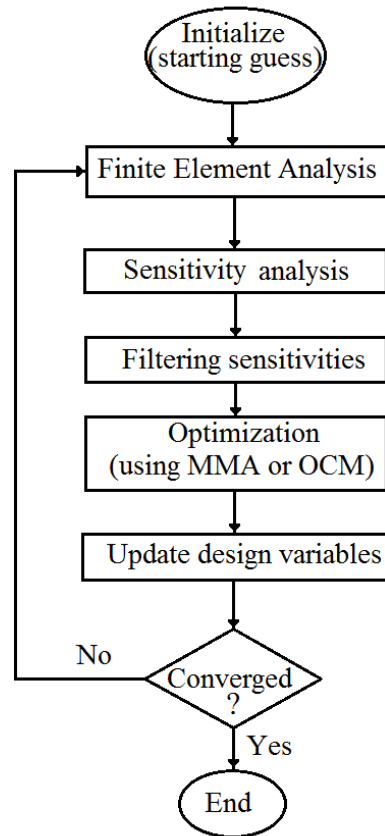 Initialize
(starting guess)
Finite Element Analysis
Sensitivity analysis
Filtering sensitivities
Optimization
(using MMA or OCM)
Update design variables
No
Converged
?
Yes
End